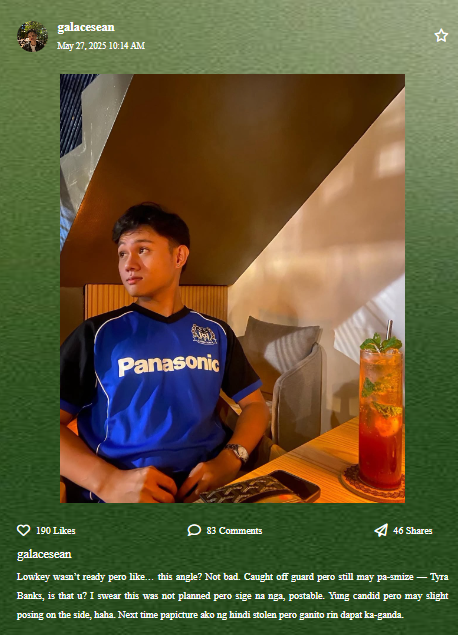 galacesean
May 27, 2025 10:14 AM
Panasonic
190 Likes
83 Comments
46 Shares
galacesean
Lowkey wasn't ready pero like… this angle? Not bad. Caught off guard pero still may pa-smize — Tyra
Banks, is that u? I swear this was not planned pero sige na nga, postable. Yung candid pero may slight
posing on the side, haha. Next time papicture ako ng hindi stolen pero ganito rin dapat ka-ganda.